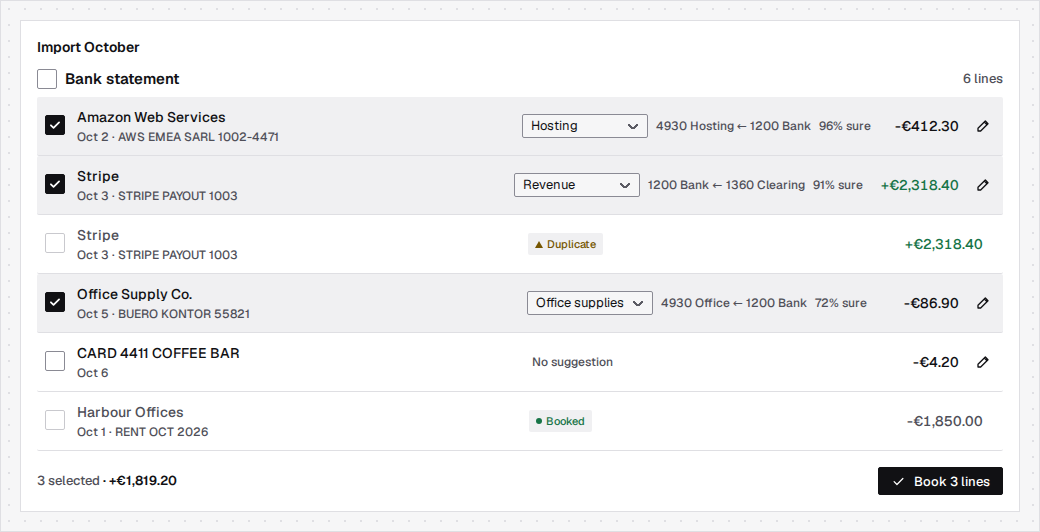 Import October
Bank statement 6 lines
Amazon Web Services
Oct 2 · AWS EMEA SARL 1002-4471
Hosting 4930 Hosting ← 1200 Bank 96% sure -€412.30
Stripe
Oct 3 · STRIPE PAYOUT 1003
Revenue 1200 Bank ← 1360 Clearing 91% sure +€2,318.40
Stripe
Oct 3 · STRIPE PAYOUT 1003
Duplicate +€2,318.40
Office Supply Co.
Oct 5 · BUERO KONTOR 55821
Office supplies 4930 Office ← 1200 Bank 72% sure -€86.90
CARD 4411 COFFEE BAR
Oct 6
No suggestion -€4.20
Harbour Offices
Oct 1 · RENT OCT 2026
Booked -€1,850.00
3 selected · +€1,819.20 Book 3 lines